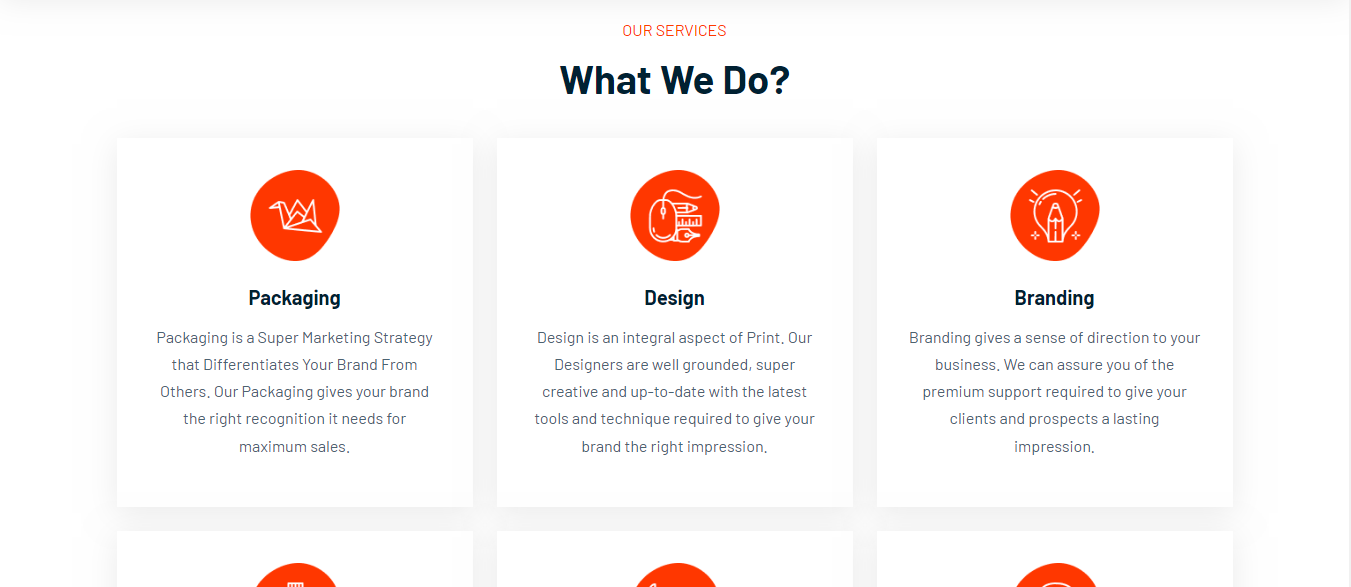 OUR SERVICES
What We Do?
Packaging
Packaging is a Super Marketing Strategy
that Differentiates Your Brand From
Others. Our Packaging gives your brand
the right recognition it needs for
maximum sales.
Design
Design is an integral aspect of Print. Our
Designers are well grounded, super
creative and up-to-date with the latest
tools and technique required to give your
brand the right impression.
Branding
Branding gives a sense of direction to your
business. We can assure you of the
premium support required to give your
clients and prospects a lasting
impression.